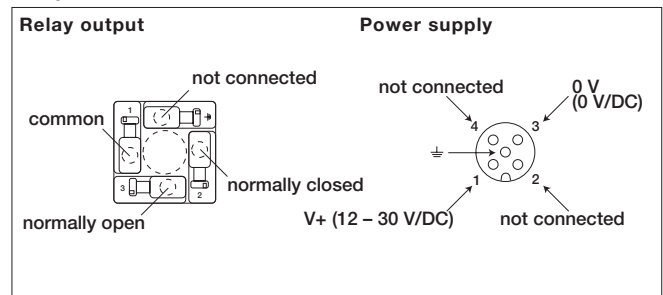 Relay output
Power supply
not connected
common
1
2
3
normally closed
normally open
not connected
0 V
(0 V/DC)
4
3
1
2
V+ (12 – 30 V/DC)
not connected